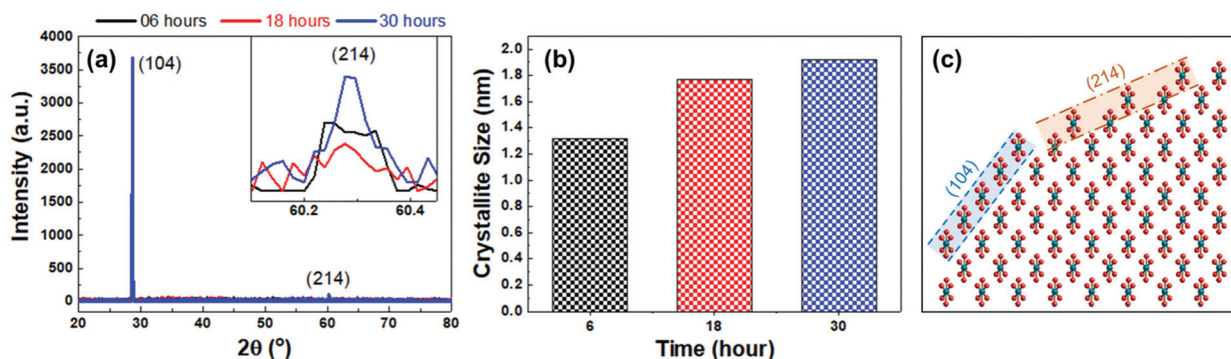 06 hours 18 hours 30 hours
(a)
(104)
(214)
60.2 60.4
(214)
4000
3500
3000
2500
2000
1500
1000
500
0
20 30 40 50 60 70 80
Intensity (a.u.)
2θ (°)
(b)
2.0
1.8
1.6
1.4
1.2
1.0
0.8
0.6
0.4
0.2
0.0
6 18 30
Crystallite Size (nm)
Time (hour)
(c)
(214)
(104)